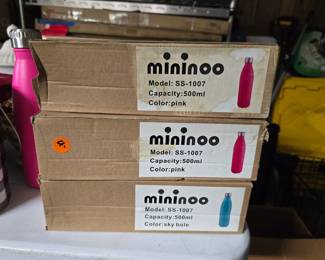 mininoo
Model: SS-1007
Capacity:500ml
Color:pink
mininoo
Model: SS-1007
Capacity:500ml
Color:pink
mininoo
Model: SS-1007
Capacity:500ml
Color:sky bule